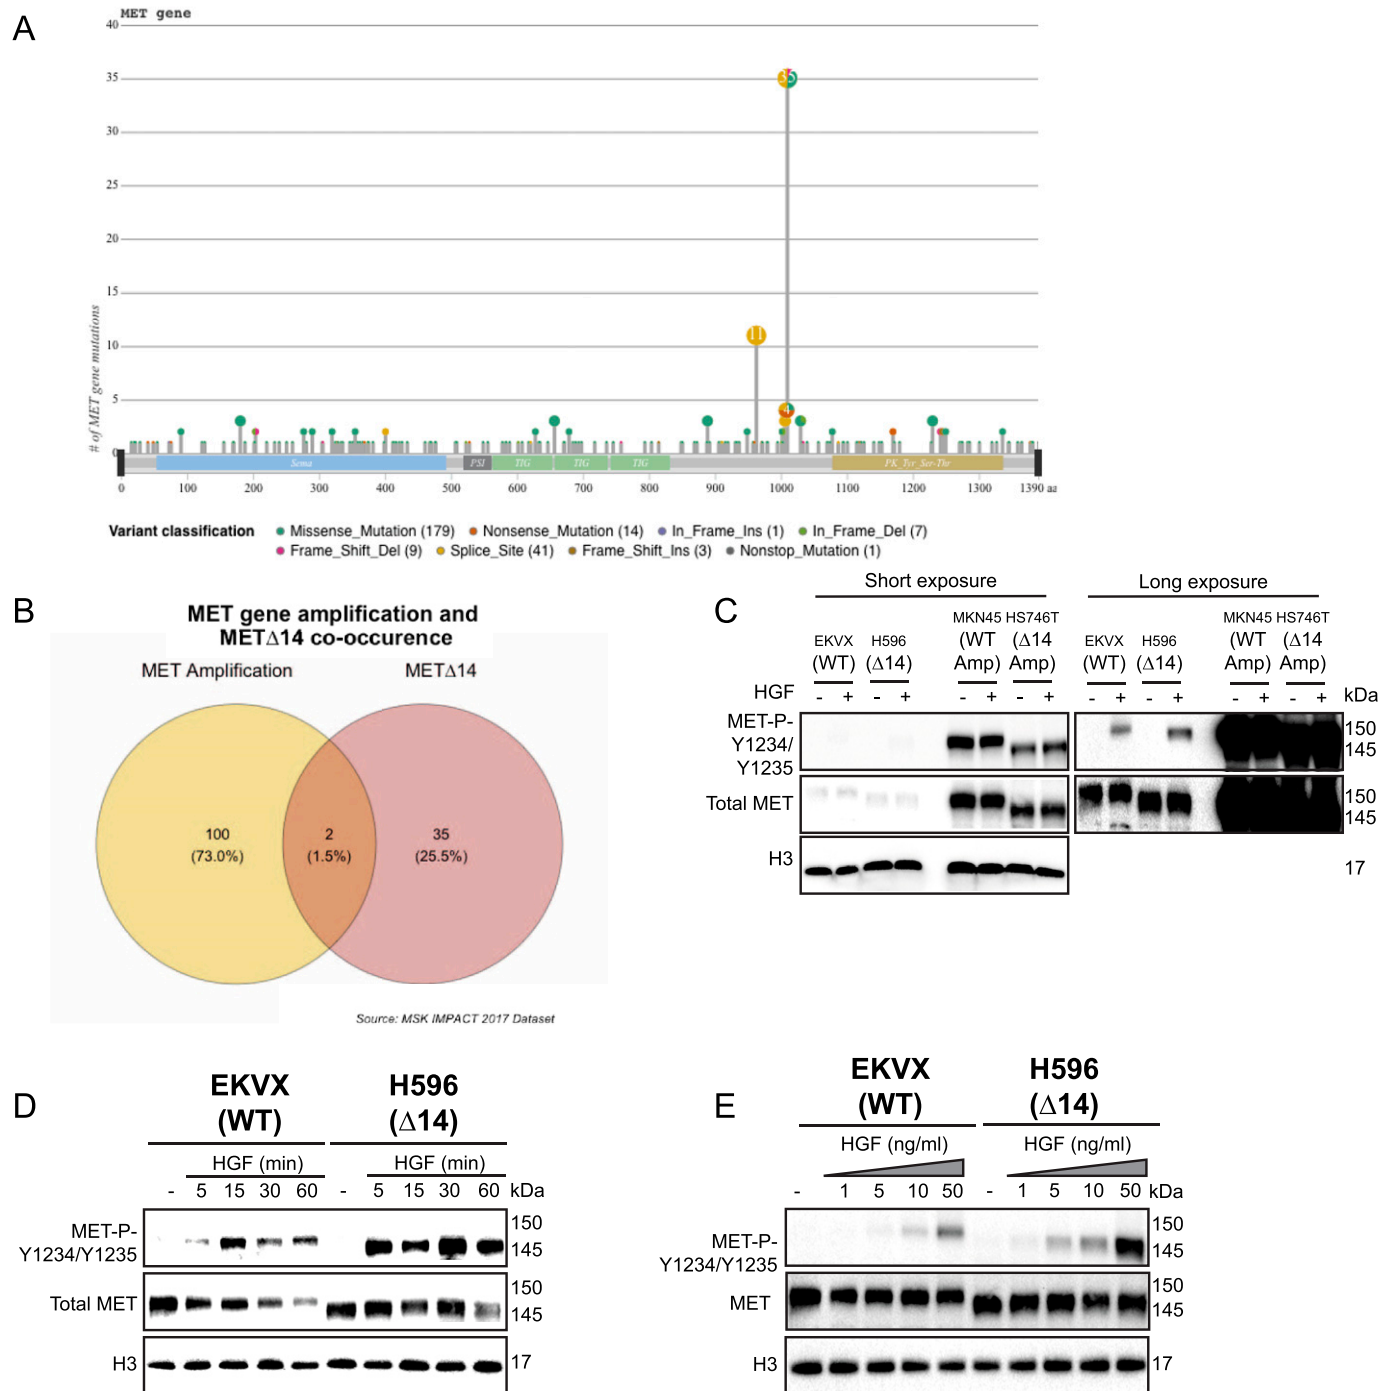 A
MET gene
40
35
30
25
20
15
10
5
0
# of MET gene mutations
35
11
4
Sema
PSI
TIG
TIG
TIG
PK_Tyr_Ser-Thr
0 100 200 300 400 500 600 700 800 900 1000 1100 1200 1300 1390 aa
Variant classification
Missense_Mutation (179) Nonsense_Mutation (14) In_Frame_Ins (1) In_Frame_Del (7)
Frame_Shift_Del (9) Splice_Site (41) Frame_Shift_Ins (3) Nonstop_Mutation (1)
B
MET gene amplification and
METΔ14 co-occurence
MET Amplification METΔ14
100
(73.0%)
2
(1.5%)
35
(25.5%)
Source: MSK IMPACT 2017 Dataset
C
Short exposure Long exposure
EKVX
(WT)
H596
(Δ14)
MKN45
(WT
Amp)
HS746T
(Δ14
Amp)
EKVX
(WT)
H596
(Δ14)
MKN45
(WT
Amp)
HS746T
(Δ14
Amp)
HGF - + - + - + - + - + - + - + - + kDa
MET-P-
Y1234/
Y1235
150
145
Total MET
150
145
H3
17
D
EKVX
(WT)
H596
(Δ14)
HGF (min) HGF (min)
- 5 15 30 60 - 5 15 30 60 kDa
MET-P-
Y1234/Y1235
150
145
Total MET
150
145
H3
17
E
EKVX
(WT)
H596
(Δ14)
HGF (ng/ml) HGF (ng/ml)
- 1 5 10 50 - 1 5 10 50 kDa
MET-P-
Y1234/Y1235
150
145
MET
150
145
H3
17